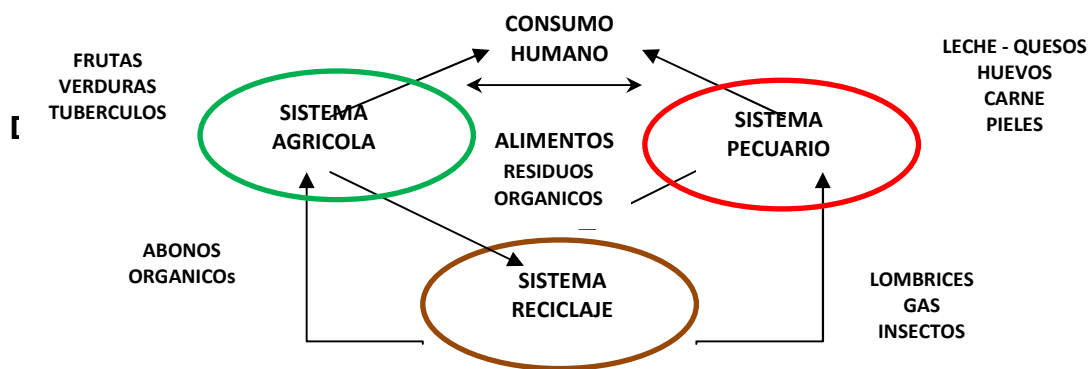 CONSUMO
HUMANO
FRUTAS
VERDURAS
TUBERCULOS
LECHE - QUESOS
HUEVOS
CARNE
PIELES
SISTEMA
AGRICOLA
ALIMENTOS
RESIDUOS
ORGANICOS
SISTEMA
PECUARIO
ABONOS
ORGANICOs
SISTEMA
RECICLAJE
LOMBRICES
GAS
INSECTOS